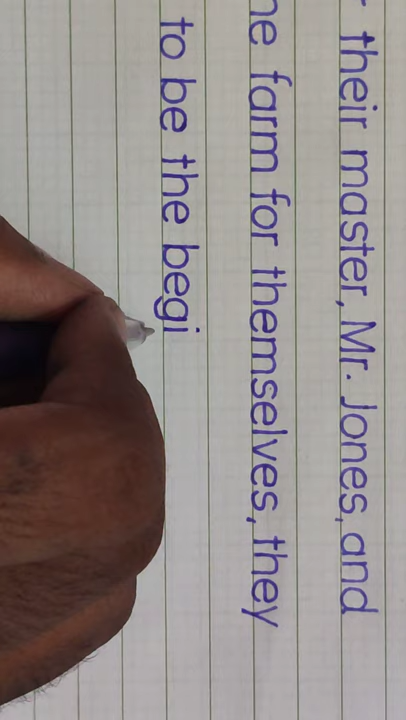 their master, Mr. Jones, and
farm for themselves, they
to be the begi